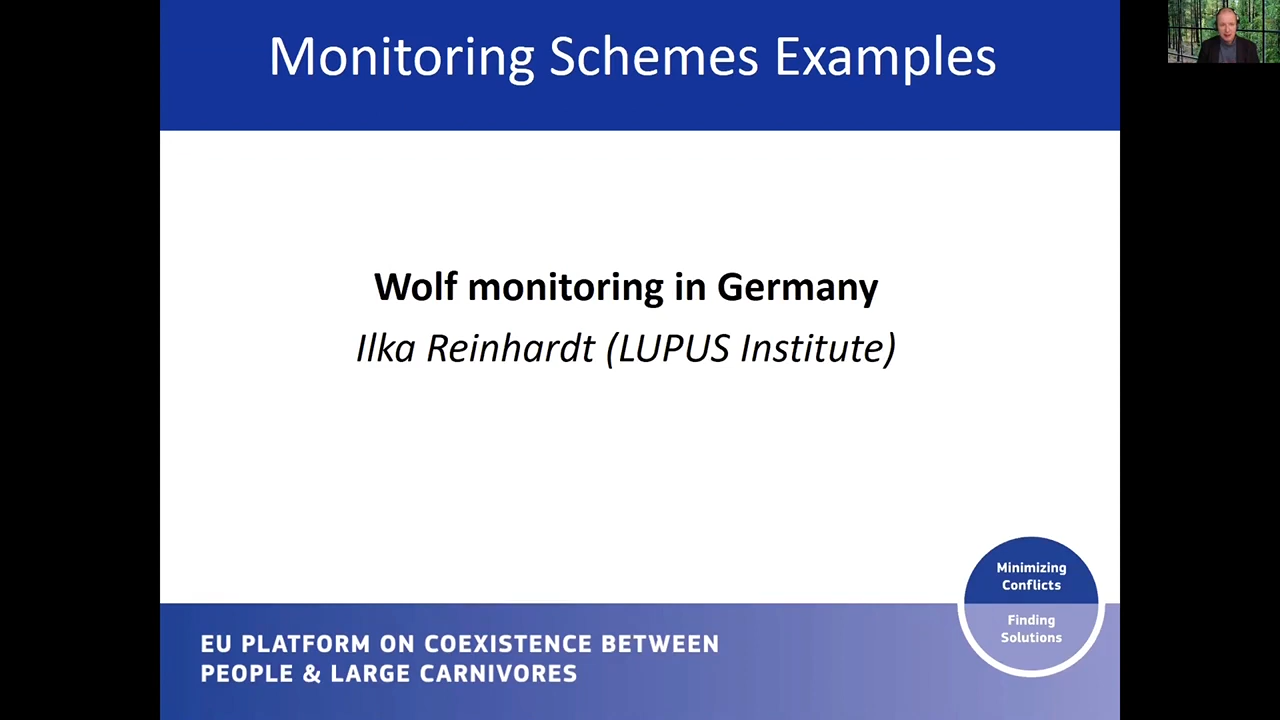 Monitoring Schemes Examples
Wolf monitoring in Germany
Ilka Reinhardt (LUPUS Institute)
Minimizing
Conflicts
Finding
Solutions
EU PLATFORM ON COEXISTENCE BETWEEN
PEOPLE & LARGE CARNIVORES